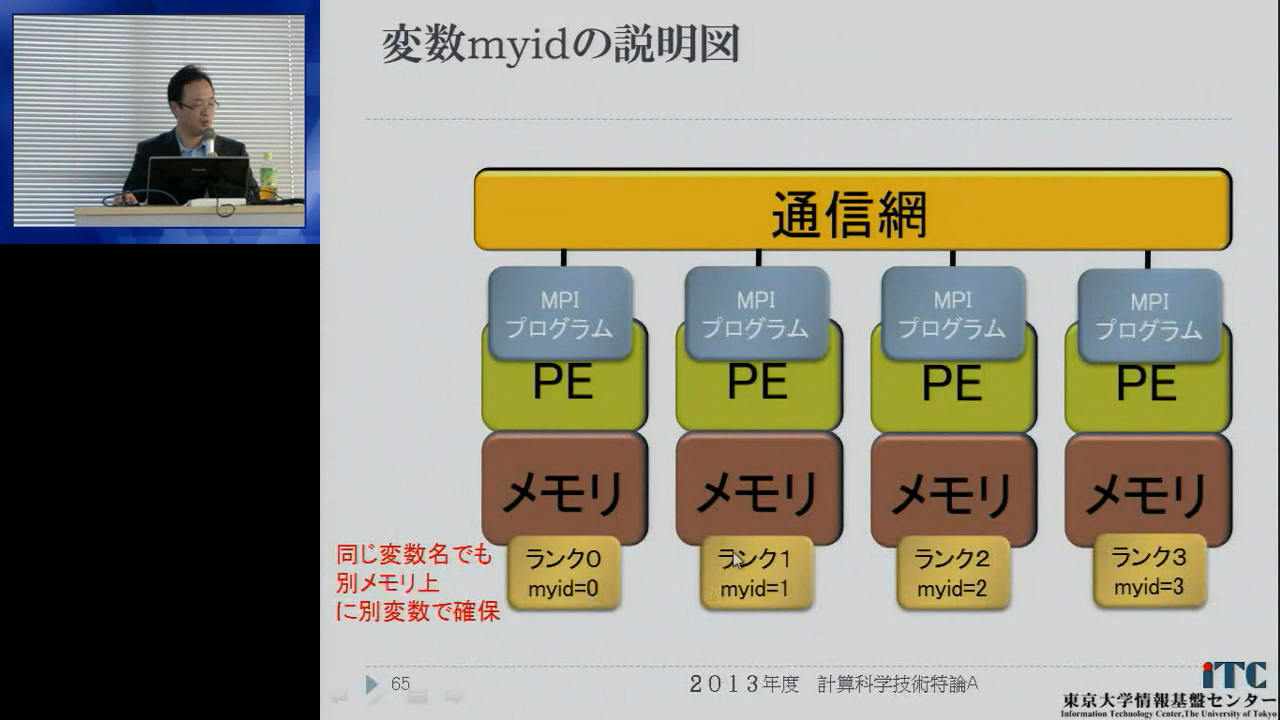 変数myidの説明図
通信網
MPI
プログラム
MPI
プログラム
MPI
プログラム
MPI
プログラム
PE
PE
PE
PE
メモリ
メモリ
メモリ
メモリ
同じ変数名でも
別メモリ上
に別変数で確保
ランク0
myid=0
ランク1
myid=1
ランク2
myid=2
ランク3
myid=3
65
2013年度 計算科学技術特論A
iTC
東京大学情報基盤センター
Information Technology Center,The University of Tokyo